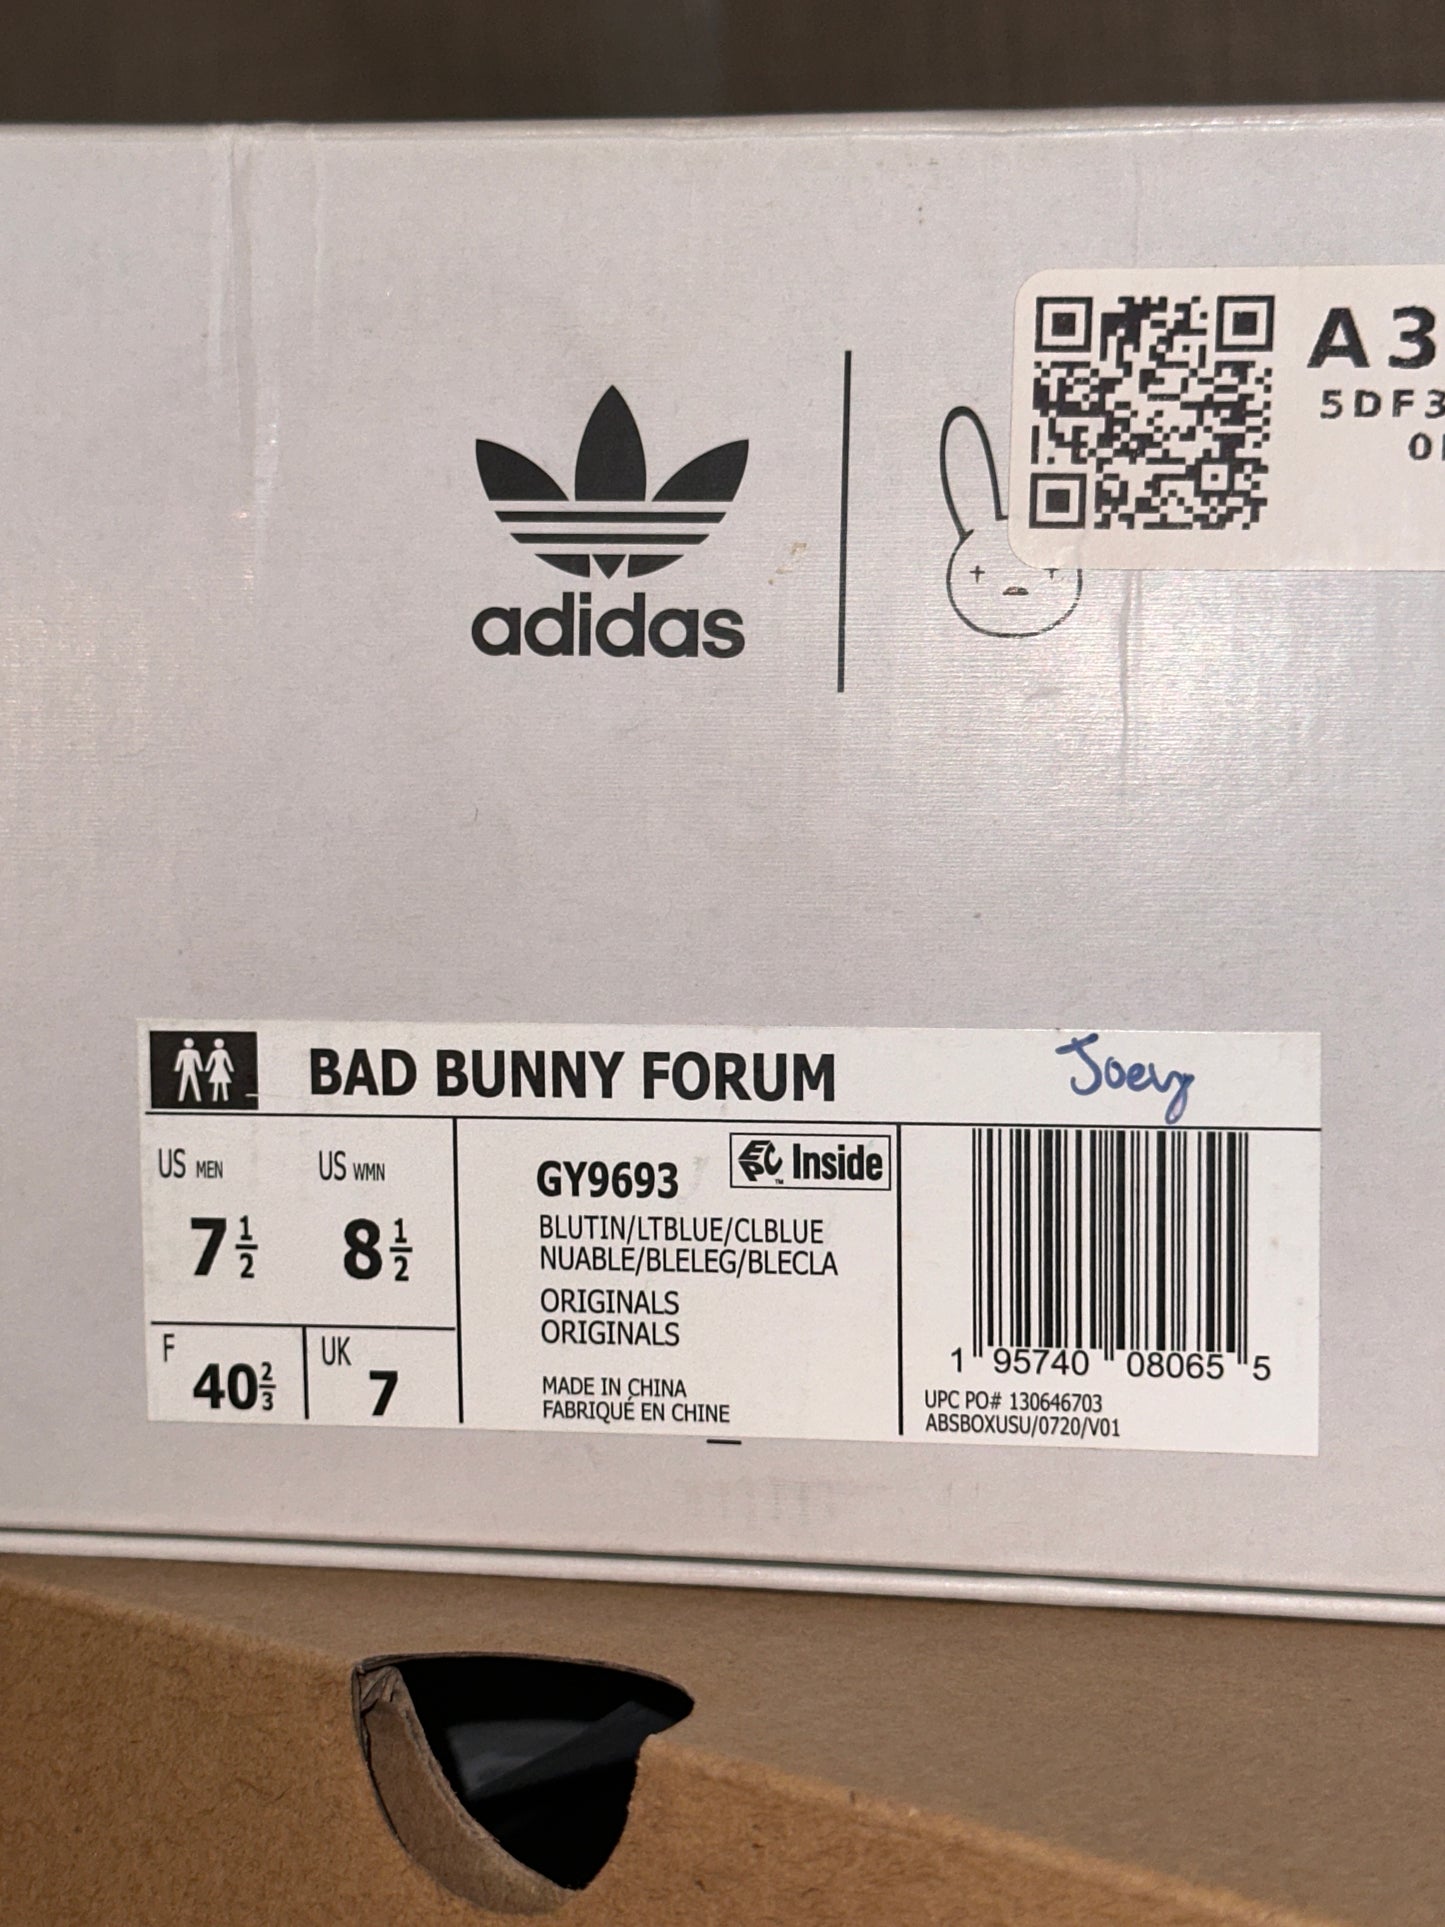 A3
5DF3
adidas
BAD BUNNY FORUM
Joey
US MEN
7 1/2
US WMN
8 1/2
F
40 2/3
UK
7
GY9693
Inside
BLUTIN/LTBLUE/CLBLUE
NUABLE/BLELEG/BLECLA
ORIGINALS
ORIGINALS
MADE IN CHINA
FABRIQUÉ EN CHINE
1 95740 08065 5
UPC PO# 130646703
ABSBOXUSU/0720/V01